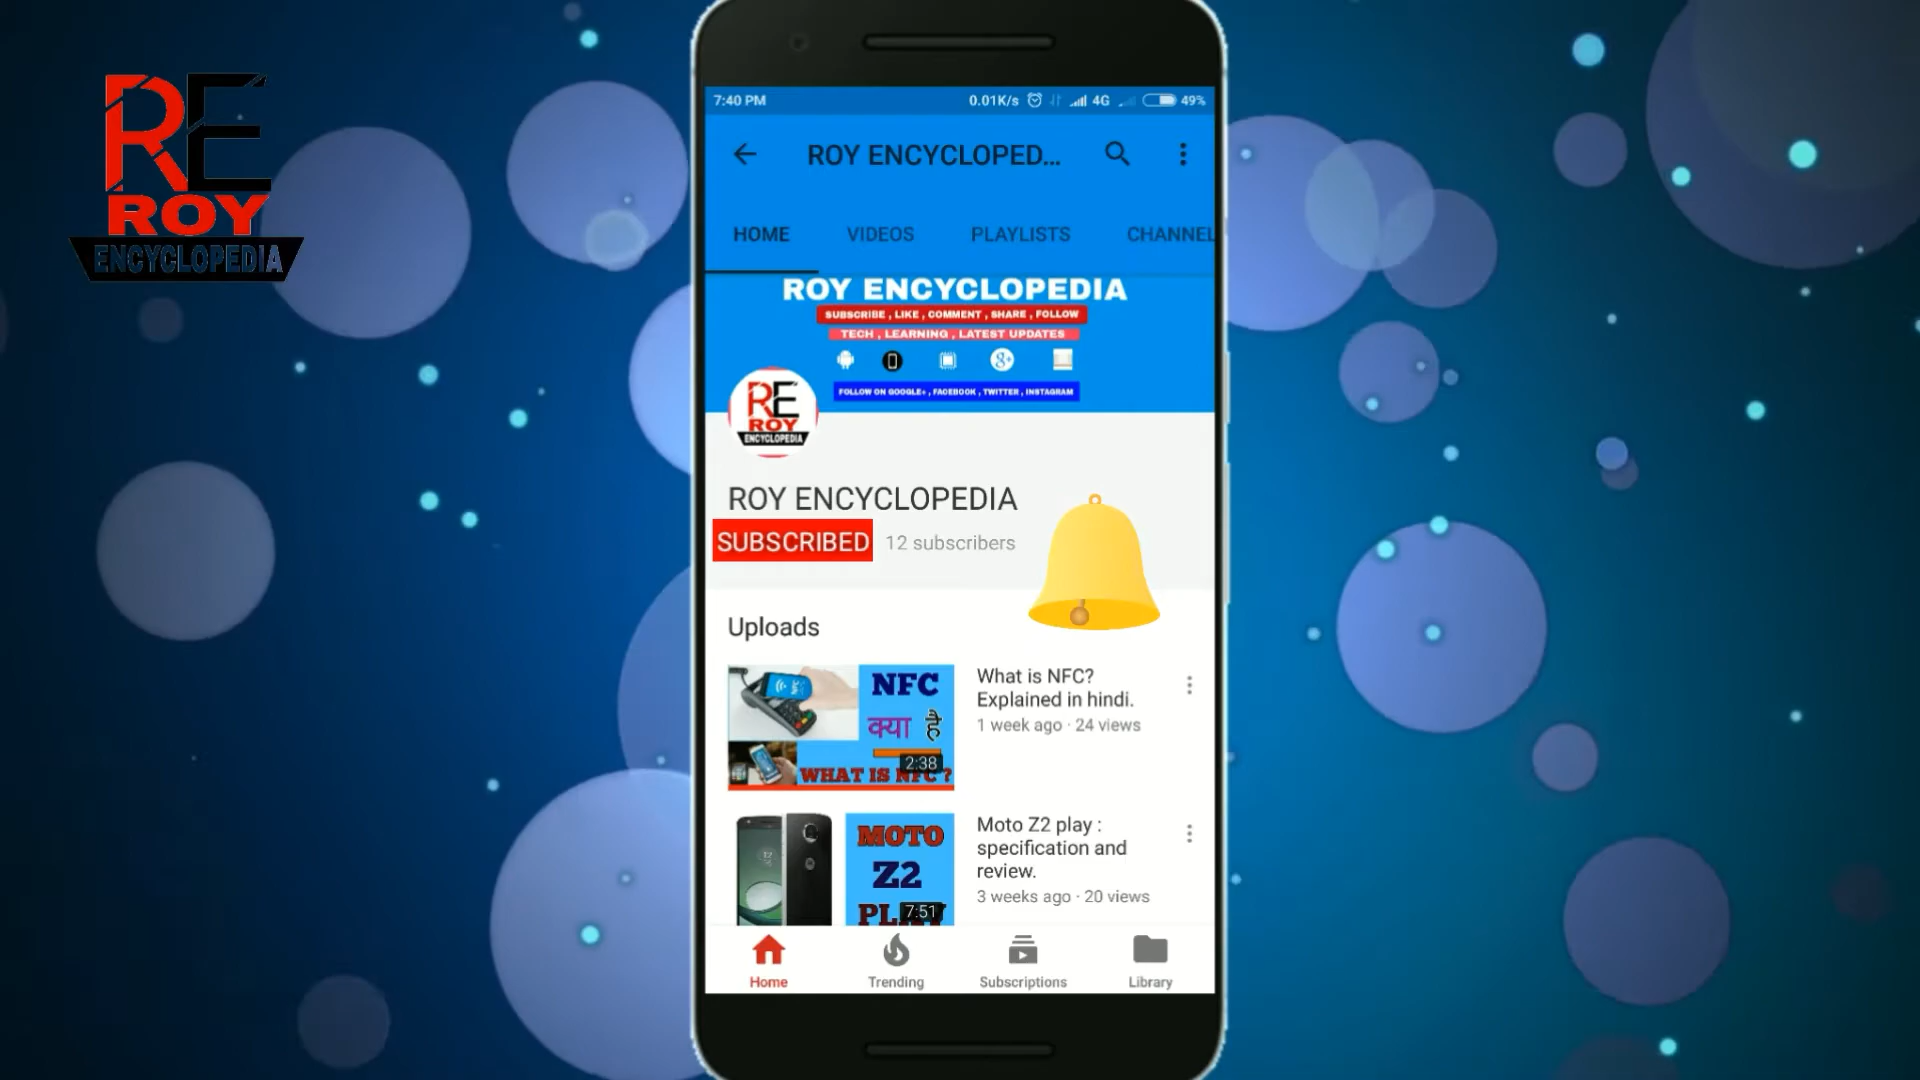 RE
ROY
ENCYCLOPEDIA
7:40 PM
0.01K/s 4G 49%
ROY ENCYCLOPED...
HOME VIDEOS PLAYLISTS CHANNEL
ROY ENCYCLOPEDIA
SUBSCRIBE , LIKE , COMMENT , SHARE , FOLLOW
TECH , LEARNING , LATEST UPDATES
8+
FOLLOW ON GOOGLE+ , FACEBOOK , TWITTER , INSTAGRAM
RE
ROY
ENCYCLOPEDIA
ROY ENCYCLOPEDIA
SUBSCRIBED 12 subscribers
Uploads
NFC
क्या है
2:38
WHAT IS NFC ?
What is NFC?
Explained in hindi.
1 week ago · 24 views
MOTO
Z2
PLAY
7:51
Moto Z2 play :
specification and
review.
3 weeks ago · 20 views
Home Trending Subscriptions Library